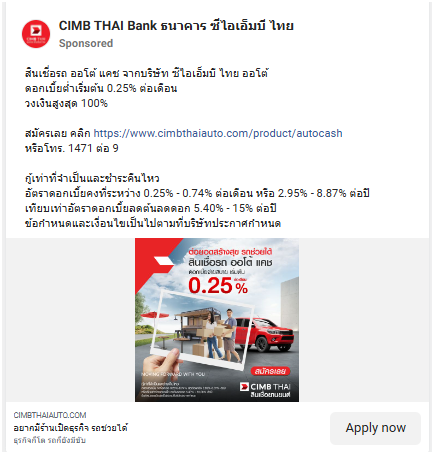 CIMB THAI Bank ธนาคาร ซีไอเอ็มบี ไทย
Sponsored
สินเชื่อรถ ออโต้ แคช จากบริษัท ซีไอเอ็มบี ไทย ออโต้
ดอกเบี้ยต่ำเริ่มต้น 0.25% ต่อเดือน
วงเงินสูงสุด 100%
สมัครเลย คลิก https://www.cimbthaiauto.com/product/autocash
หรือโทร. 1471 ต่อ 9
กู้เท่าที่จำเป็นและชำระคืนไหว
อัตราดอกเบี้ยคงที่ระหว่าง 0.25% - 0.74% ต่อเดือน หรือ 2.95% - 8.87% ต่อปี
เทียบเท่าอัตราดอกเบี้ยลดต้นลดดอก 5.40% - 15% ต่อปี
ข้อกำหนดและเงื่อนไขเป็นไปตามที่บริษัทประกาศกำหนด
ต่อยอดสร้างสุข รถช่วยได้
สินเชื่อรถ ออโต้ แคช
0.25%
สมัครเลย
MOVING FORWARD WITH YOU
CIMB THAI
สินเชื่อรถยนต์
CIMBTHAIAUTO.COM
อยากมีร้านเปิดธุรกิจ รถช่วยได้
ธุรกิจก็โต รถก็ยังมีขับ
Apply now